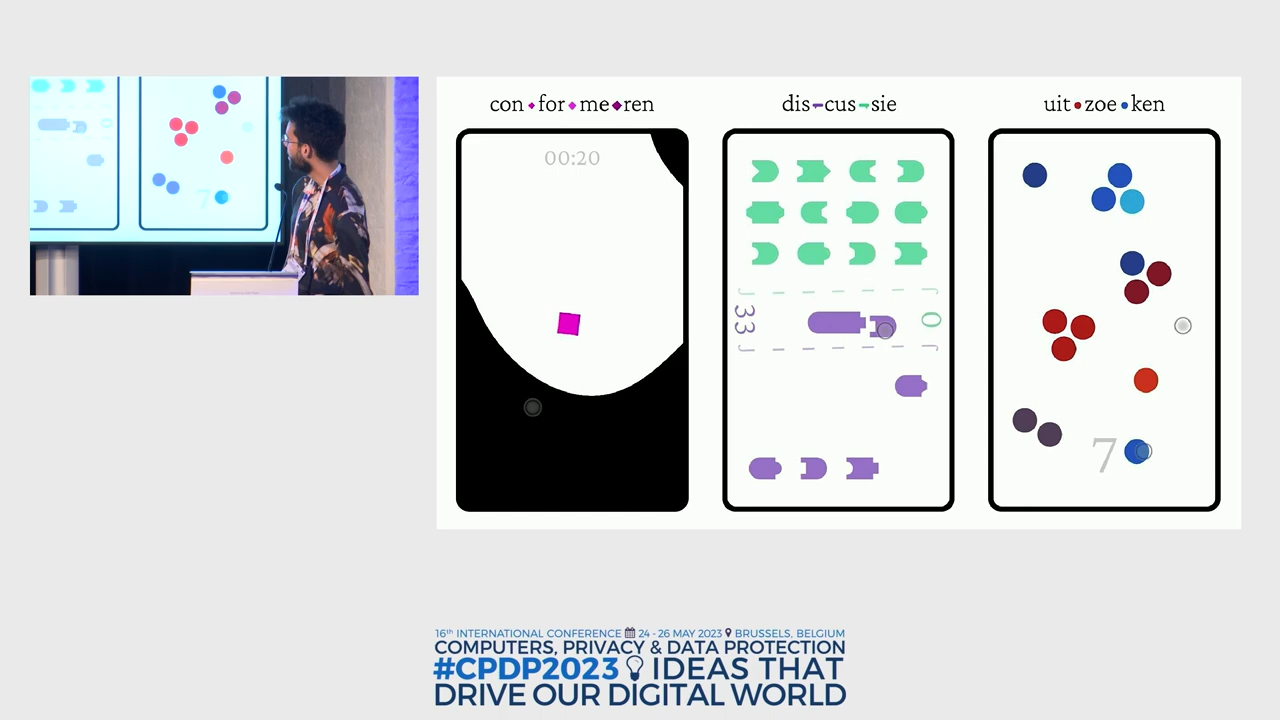 con⬥for⬥me⬥ren
dis-cus-sie
uit•zoe•ken
00:20
33
0
7
7
16th INTERNATIONAL CONFERENCE 24 - 26 MAY 2023 BRUSSELS, BELGIUM
COMPUTERS, PRIVACY & DATA PROTECTION
#CPDP2023 IDEAS THAT
DRIVE OUR DIGITAL WORLD